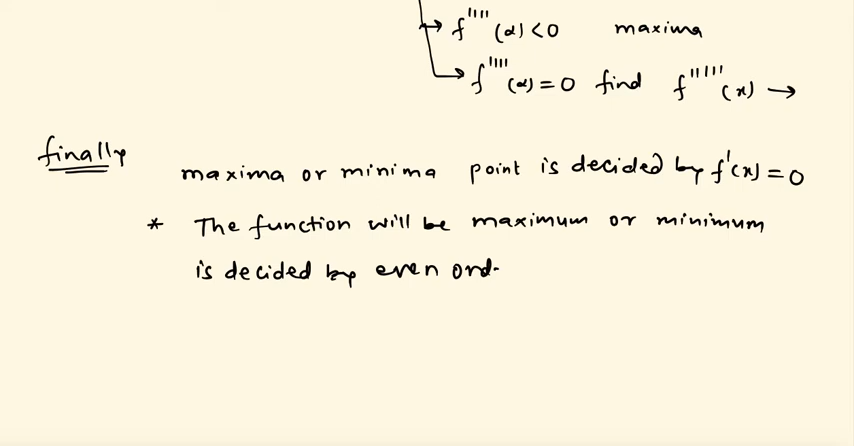 f''''(α) < 0 maxima
f''''(α) = 0 find f'''''(x) →
finally
maxima or minima point is decided by f'(x) = 0
* The function will be maximum or minimum
is decided by even ord